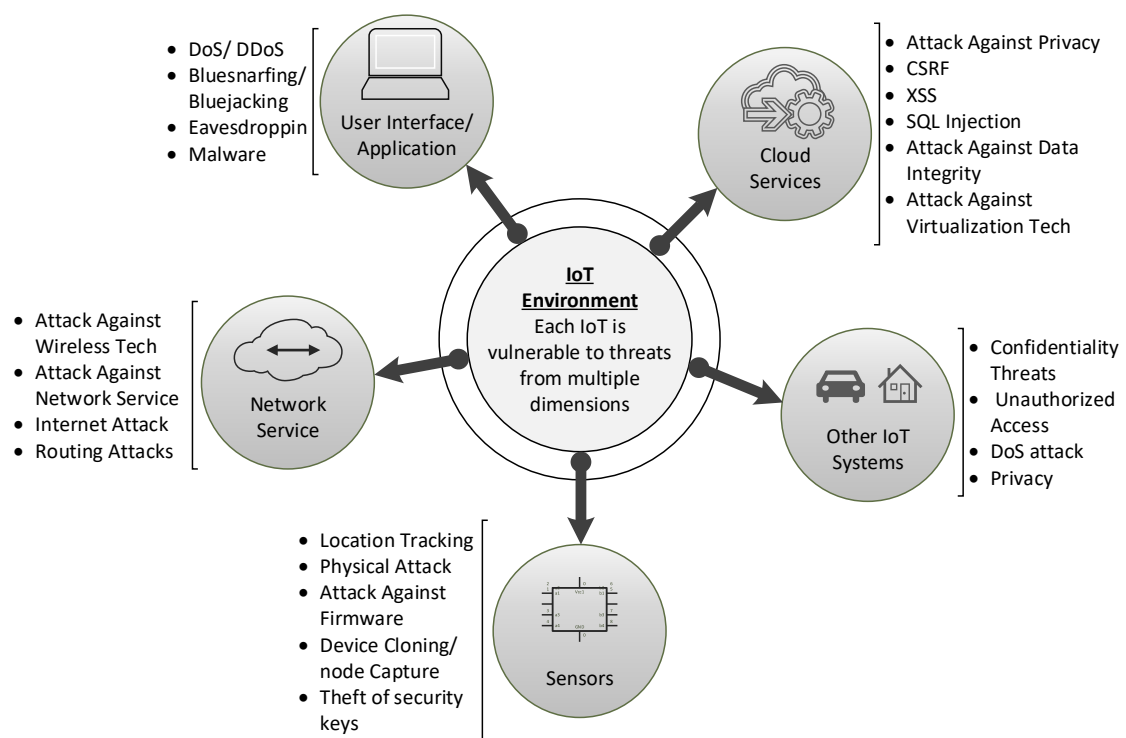 • DoS/ DDoS
• Bluesnarfing/
Bluejacking
• Eavesdroppin
• Malware
User Interface/
Application
• Attack Against Privacy
• CSRF
• XSS
• SQL Injection
• Attack Against Data
Integrity
• Attack Against
Virtualization Tech
Cloud
Services
IoT
Environment
Each IoT is
vulnerable to threats
from multiple
dimensions
• Attack Against
Wireless Tech
• Attack Against
Network Service
• Internet Attack
• Routing Attacks
Network
Service
• Confidentiality
Threats
• Unauthorized
Access
• DoS attack
• Privacy
Other IoT
Systems
• Location Tracking
• Physical Attack
• Attack Against
Firmware
• Device Cloning/
node Capture
• Theft of security
keys
Vcc1
GND
Sensors